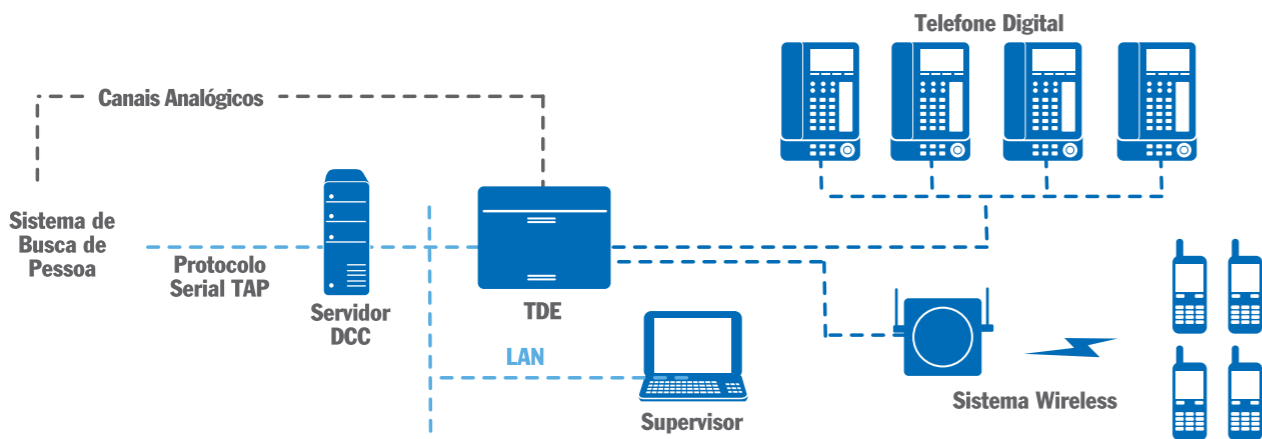 Telefone Digital
Canais Analógicos
Sistema de
Busca de
Pessoa
Protocolo
Serial TAP
Servidor
DCC
TDE
LAN
Supervisor
Sistema Wireless